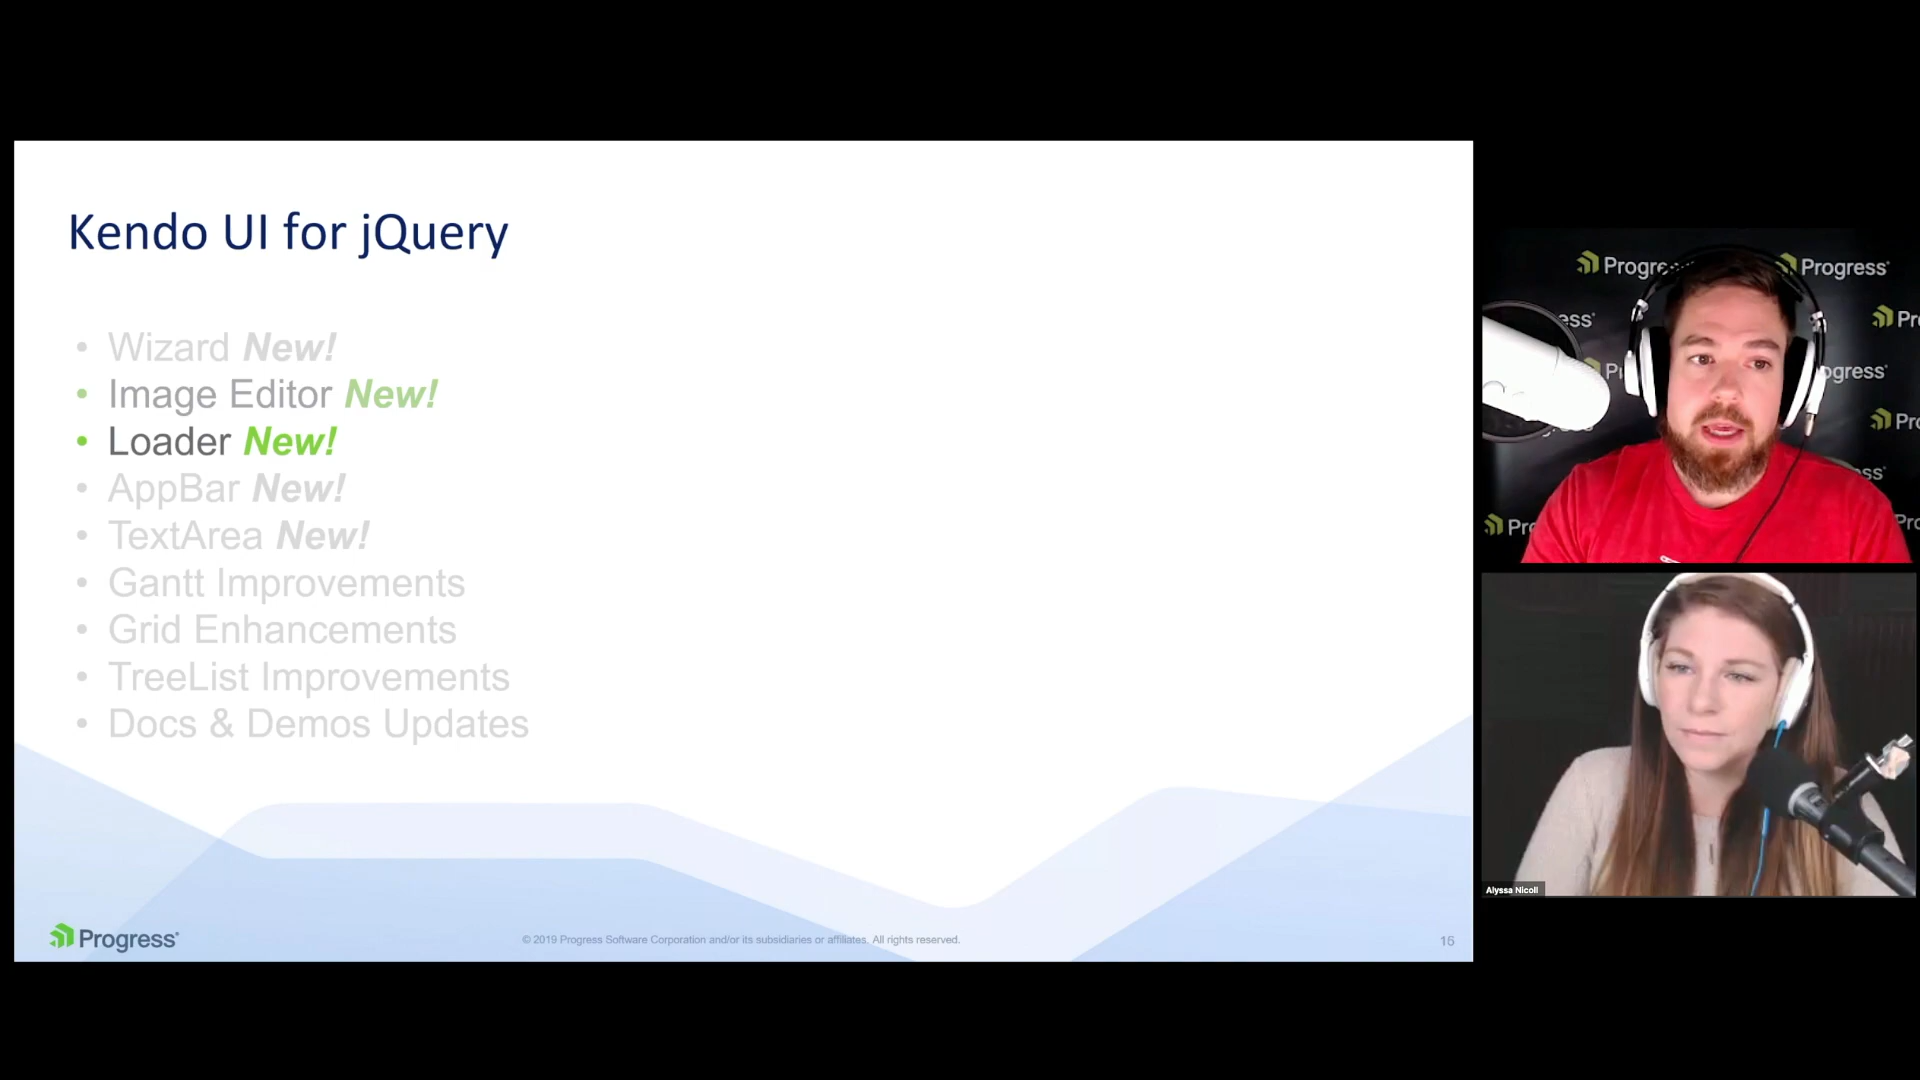 Kendo UI for jQuery
• Wizard New!
• Image Editor New!
• Loader New!
• AppBar New!
• TextArea New!
• Gantt Improvements
• Grid Enhancements
• TreeList Improvements
• Docs & Demos Updates
Progress®
© 2019 Progress Software Corporation and/or its subsidiaries or affiliates. All rights reserved.
16
Progress®
Alyssa Nicoll